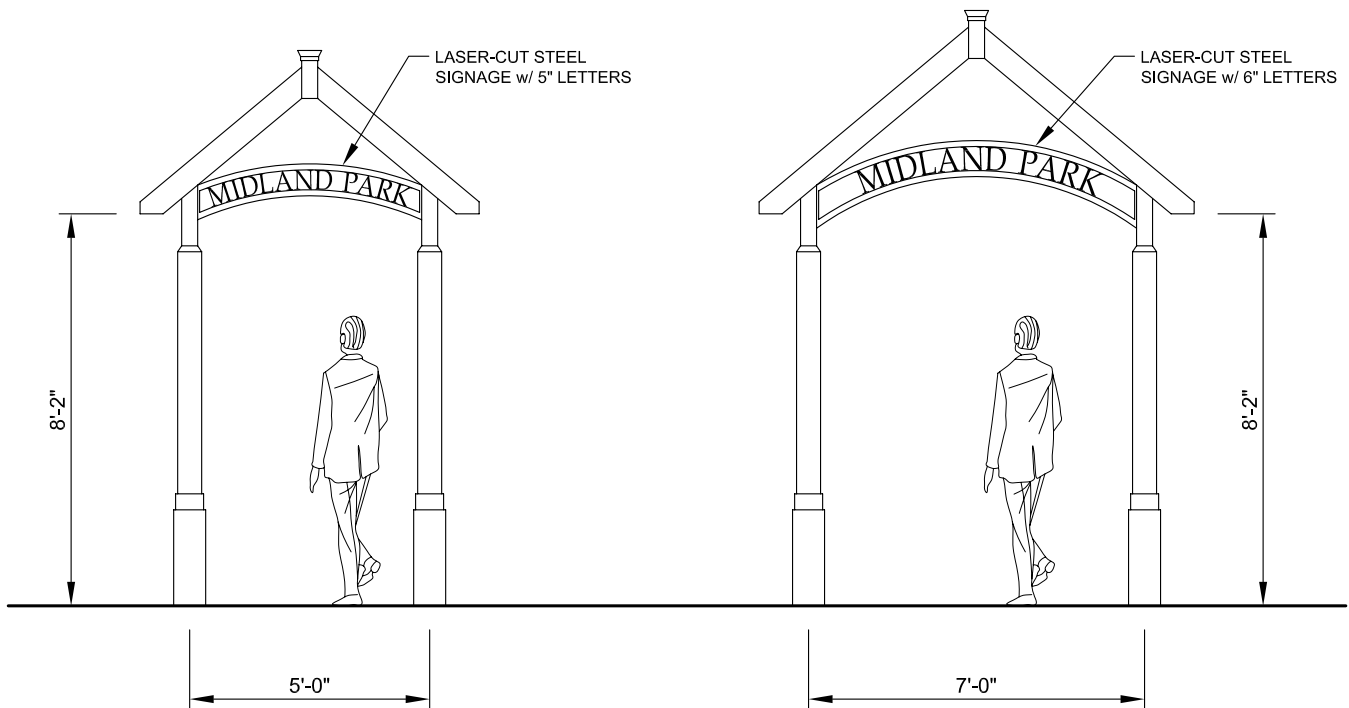 LASER-CUT STEEL
SIGNAGE w/ 5" LETTERS
MIDLAND PARK
8'-2"
5'-0"
LASER-CUT STEEL
SIGNAGE w/ 6" LETTERS
MIDLAND PARK
8'-2"
7'-0"